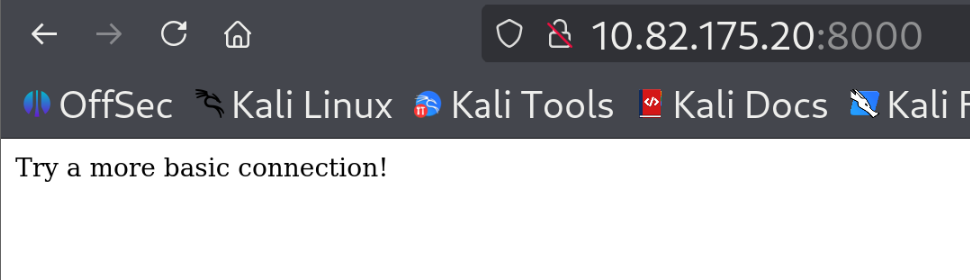 10.82.175.20:8000
OffSec Kali Linux Kali Tools Kali Docs Kali F
Try a more basic connection!